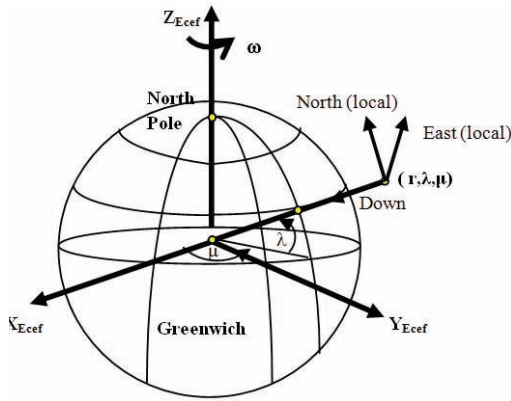 Z_Ecef
ω
North
Pole
North (local)
East (local)
( r,λ,μ)
Down
λ
μ
X_Ecef
Greenwich
Y_Ecef